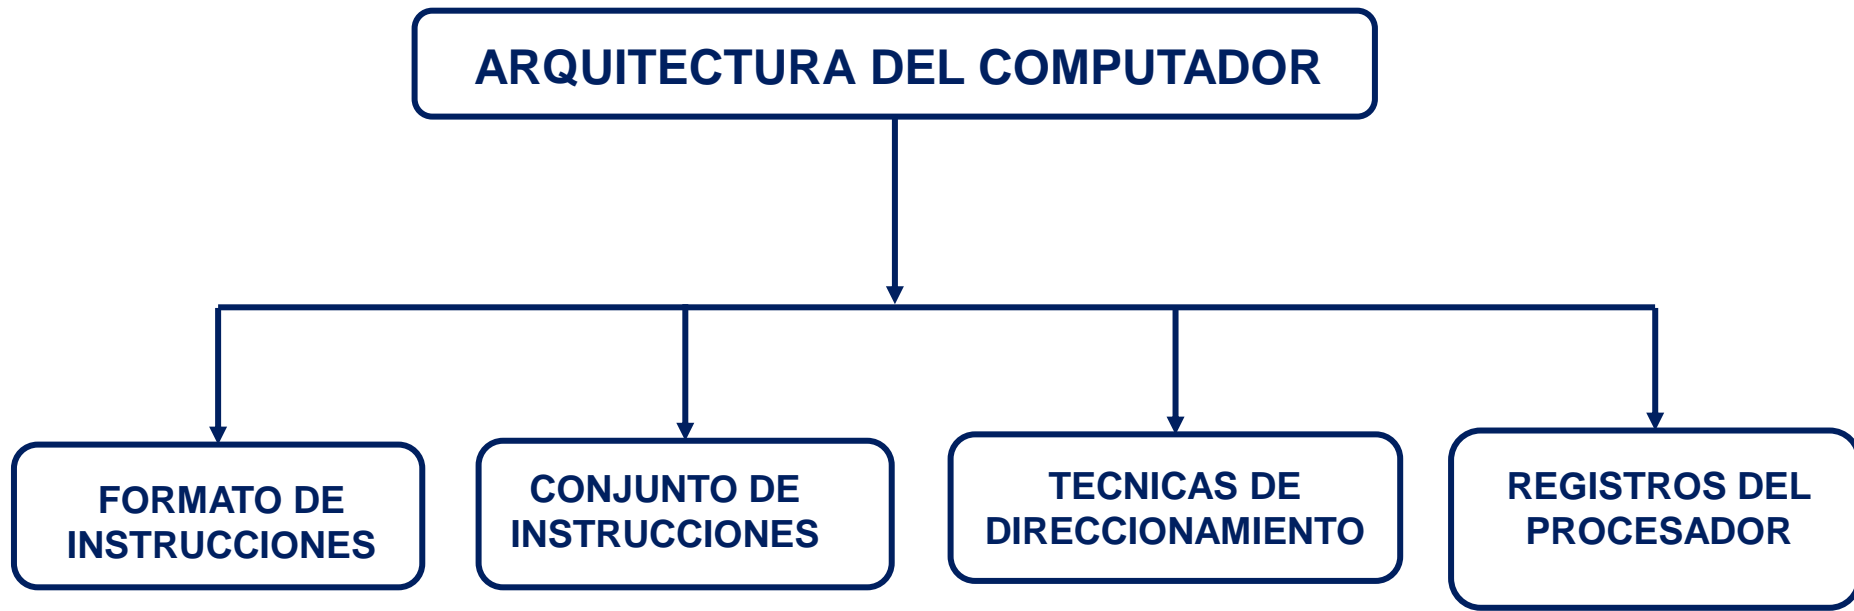 ARQUITECTURA DEL COMPUTADOR
FORMATO DE
INSTRUCCIONES
CONJUNTO DE
INSTRUCCIONES
TECNICAS DE
DIRECCIONAMIENTO
REGISTROS DEL
PROCESADOR